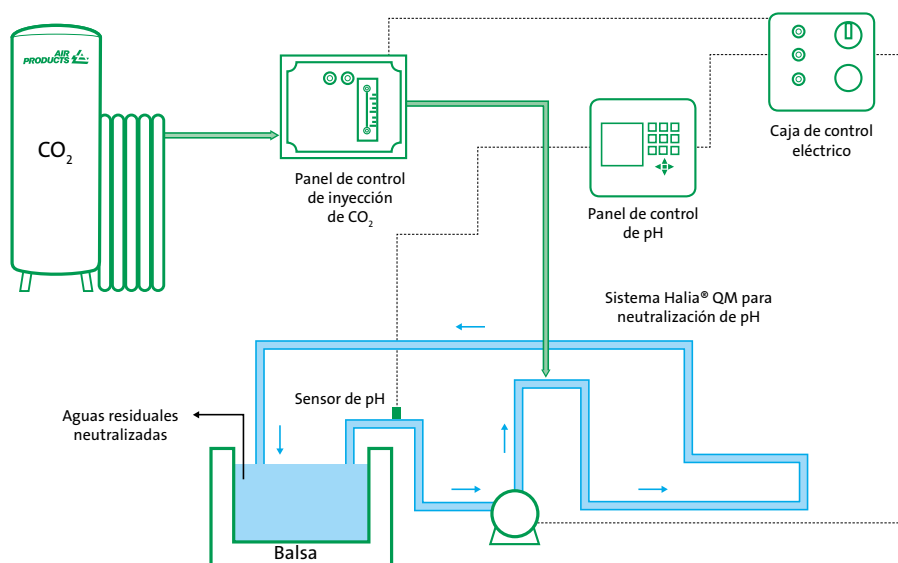 AIR
PRODUCTS
CO₂
Panel de control
de inyección
de CO₂
Panel de control
de pH
Caja de control
eléctrico
Sistema Halia® QM para
neutralización de pH
Sensor de pH
Aguas residuales
neutralizadas
Balsa